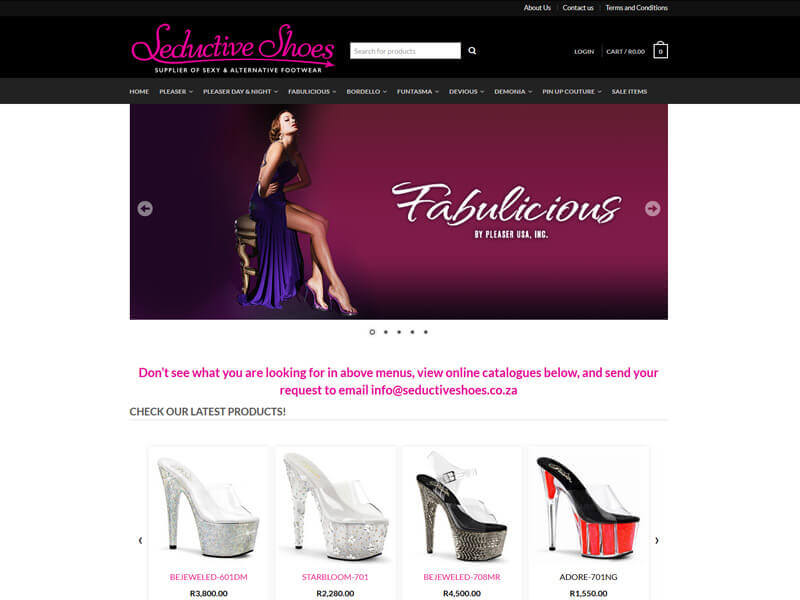 About Us
Contact us
Terms and Conditions
Seductive Shoes
SUPPLIER OF SEXY & ALTERNATIVE FOOTWEAR
Search for products
LOGIN
CART / R0.00
0
HOME
PLEASER
PLEASER DAY & NIGHT
FABULICIOUS
BORDELLO
FUNTASMA
DEVIOUS
DEMONIA
PIN UP COUTURE
SALE ITEMS
Fabulicious
BY PLEASER USA, INC.
Don't see what you are looking for in above menus, view online catalogues below, and send your
request to email info@seductiveshoes.co.za
CHECK OUR LATEST PRODUCTS!
BEJEWELED-601DM
R3,800.00
STARBLOOM-701
R2,280.00
BEJEWELED-708MR
R4,500.00
ADORE-701NG
R1,550.00